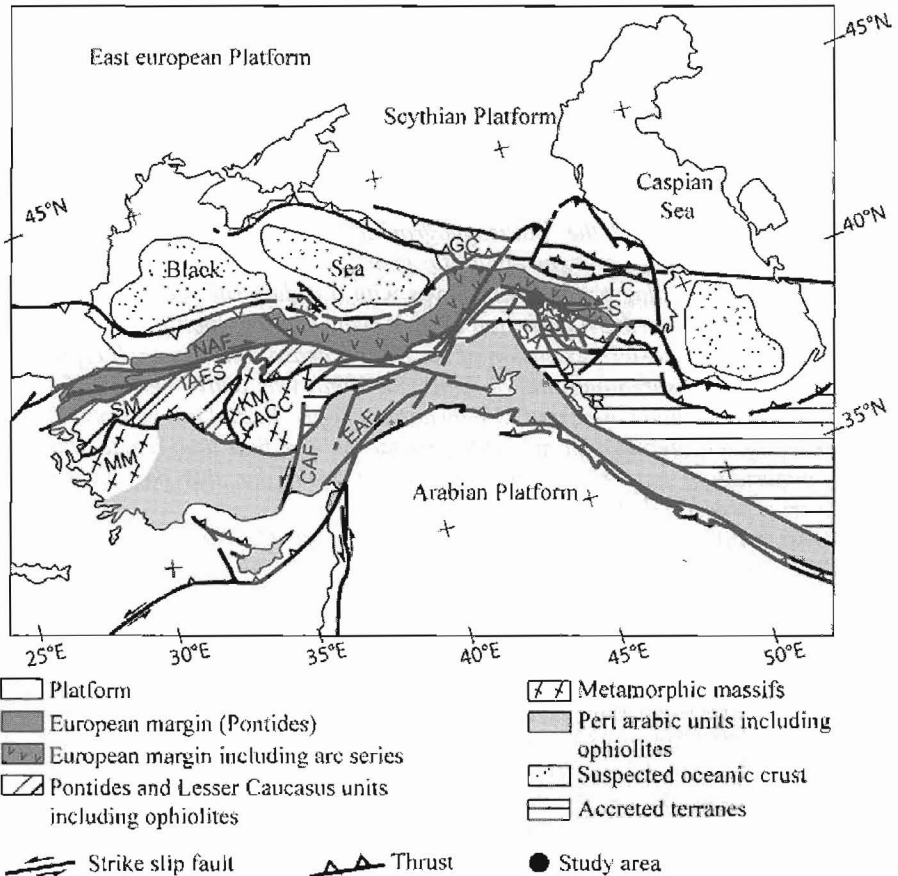 45°N
East european Platform
Scythian Platform
Caspian
Sea
45°N
40°N
GC
Black
Sea
LC
S
NAF
SA
IAES
V
SM
KM
CACC
R
35°N
MM
CAF
EAF
Arabian Platform
25°E
30°E
35°E
40°E
45°E
50°E
Platform
European margin (Pontides)
European margin including arc series
Pontides and Lesser Caucasus units
including ophiolites
Metamorphic massifs
Peri arabic units including
ophiolites
Suspected oceanic crust
Accreted terranes
Strike slip fault
Thrust
Study area